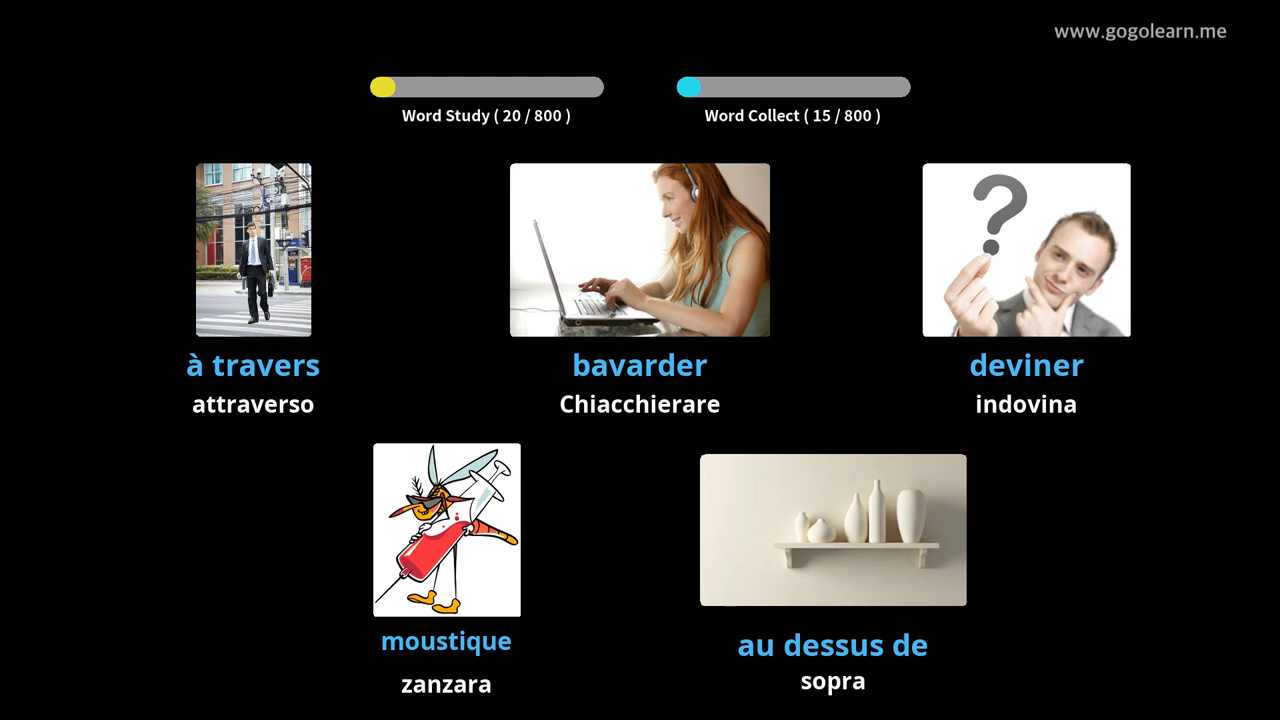 www.gogolearn.me
Word Study ( 20 / 800 )
Word Collect ( 15 / 800 )
à travers
attraverso
bavarder
Chiacchierare
deviner
indovina
moustique
zanzara
au dessus de
sopra